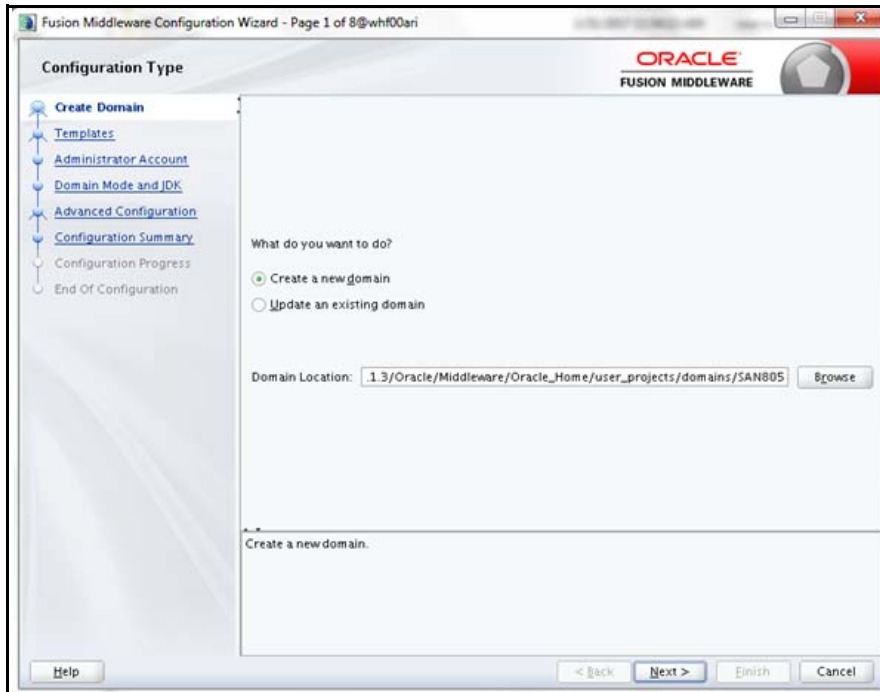 Fusion Middleware Configuration Wizard - Page 1 of 8@whf00ari
Configuration Type
ORACLE
FUSION MIDDLEWARE
Create Domain
Templates
Administrator Account
Domain Mode and JDK
Advanced Configuration
Configuration Summary
Configuration Progress
End Of Configuration
What do you want to do?
Create a new domain
Update an existing domain
Domain Location: .1.3/Oracle/Middleware/Oracle_Home/user_projects/domains/SAN805 Browse
Create a new domain.
Help < Back Next > Finish Cancel